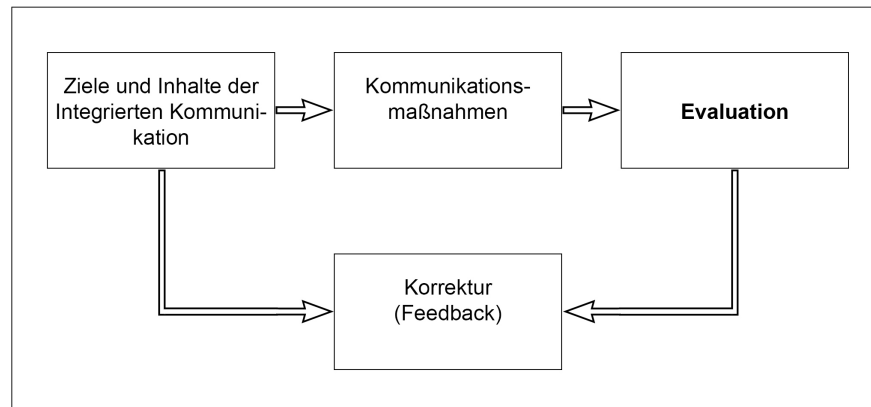 Ziele und Inhalte der
Integrierten Kommuni-
kation
Kommunikations-
maßnahmen
Evaluation
Korrektur
(Feedback)